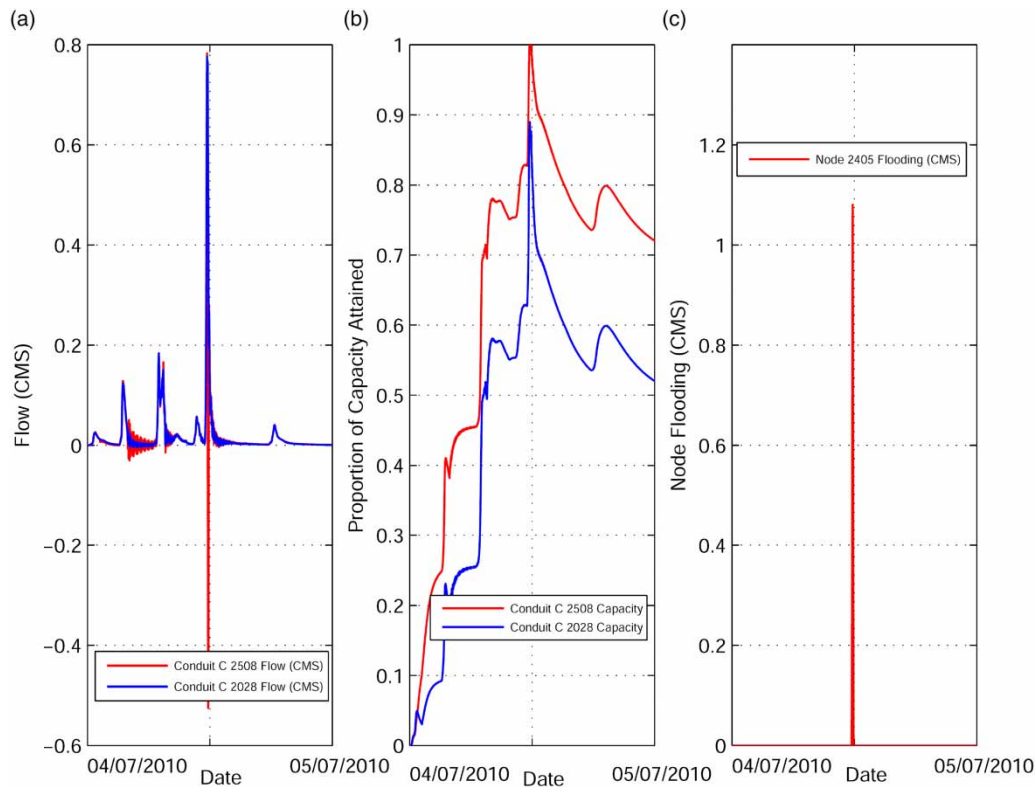 (a)
0.8
0.6
0.4
0.2
0
−0.2
−0.4
−0.6
Flow (CMS)
Conduit C 2508 Flow (CMS)
Conduit C 2028 Flow (CMS)
04/07/2010
Date
05/07/2010
(b)
1
0.9
0.8
0.7
0.6
0.5
0.4
0.3
0.2
0.1
0
Proportion of Capacity Attained
Conduit C 2508 Capacity
Conduit C 2028 Capacity
04/07/2010
Date
05/07/2010
(c)
1.2
1
0.8
0.6
0.4
0.2
0
Node Flooding (CMS)
Node 2405 Flooding (CMS)
04/07/2010
Date
05/07/2010